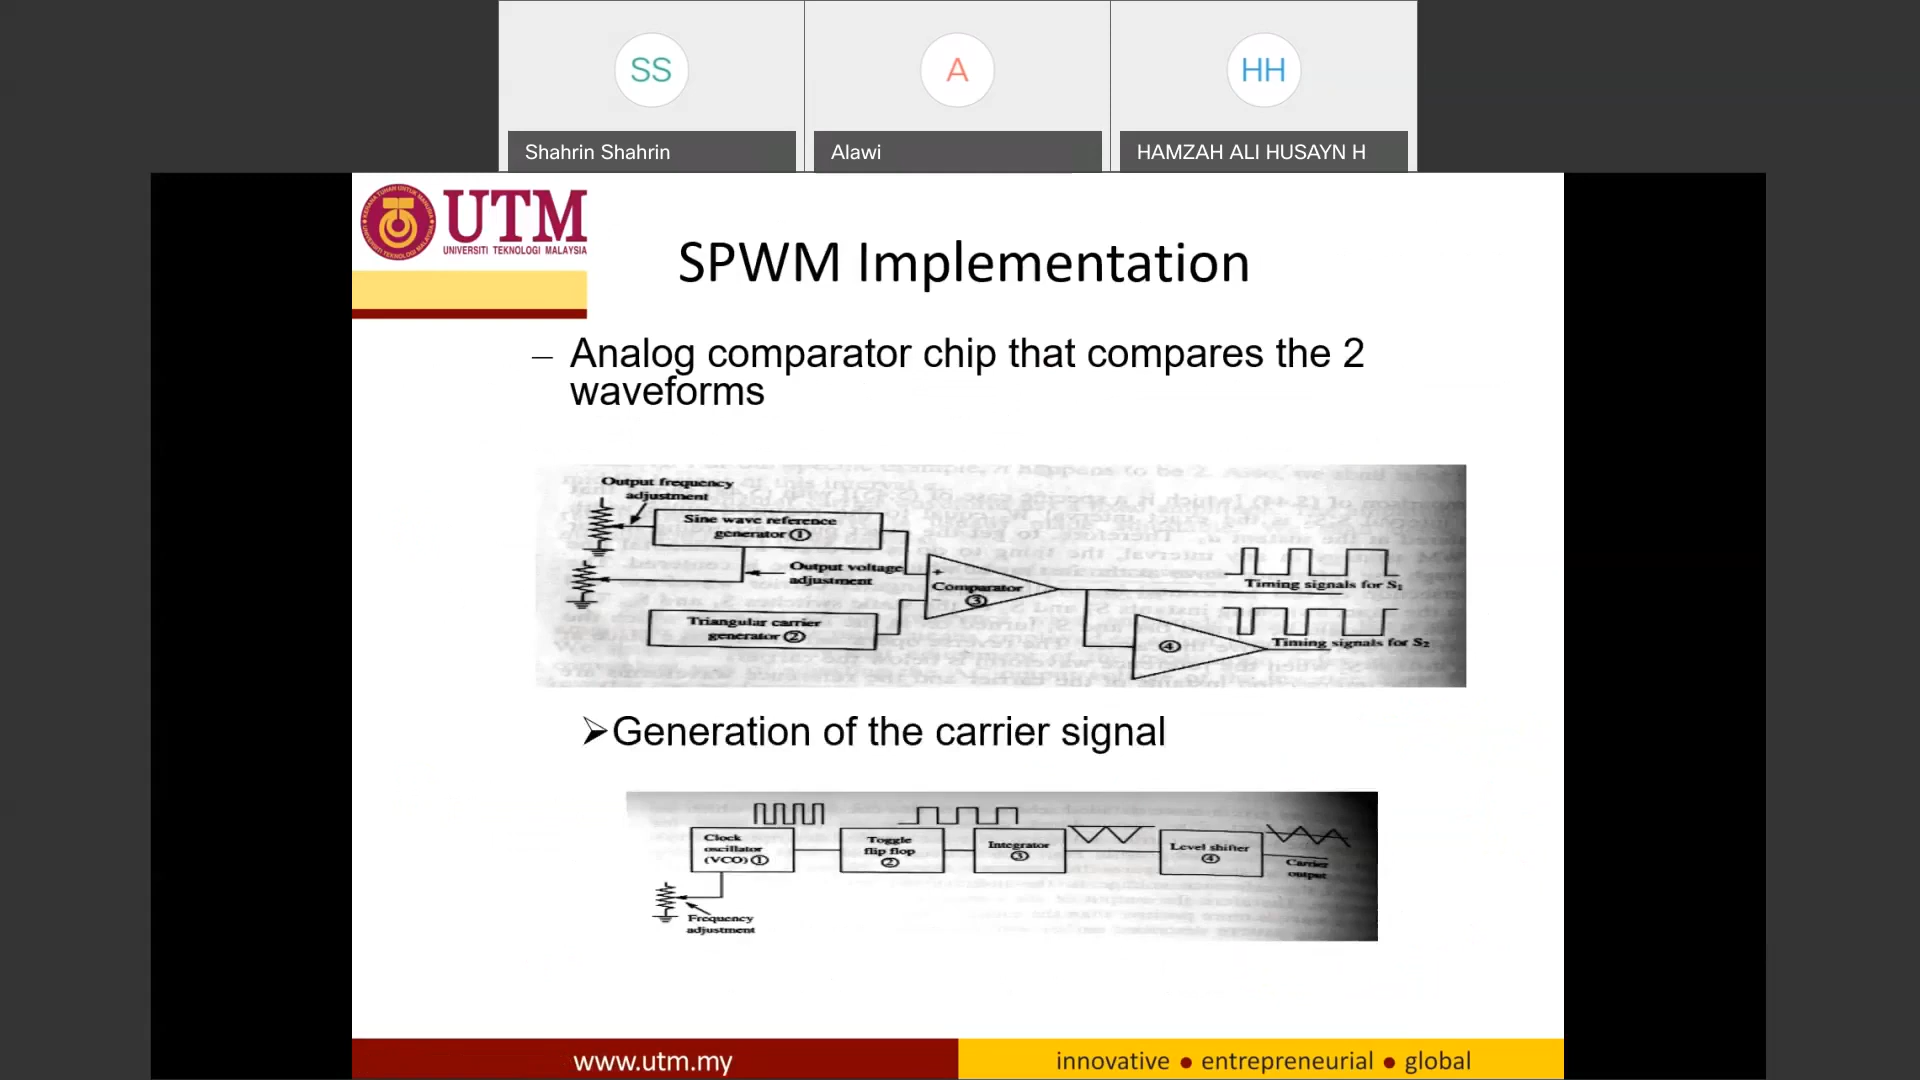 SS
A
HH
Shahrin Shahrin
Alawi
HAMZAH ALI HUSAYN H
UTM
UNIVERSITI TEKNOLOGI MALAYSIA
SPWM Implementation
– Analog comparator chip that compares the 2
waveforms
Output frequency
adjustment
Sine wave reference
generator ①
Output voltage
adjustment
+
Comparator
③
Triangular carrier
generator ②
Timing signals for S₁
④
Timing signals for S₂
➢Generation of the carrier signal
Clock
oscillator
(VCO) ①
Toggle
flip flop
②
Integrator
③
Level shifter
④
Carrier
output
Frequency
adjustment
www.utm.my
innovative ● entrepreneurial ● global